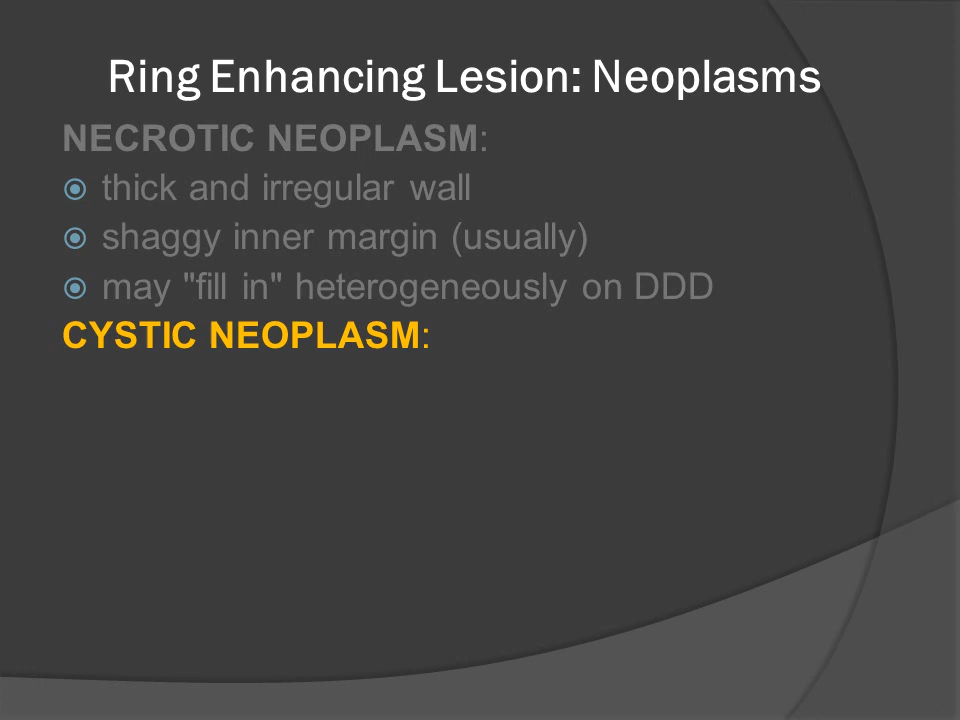 Ring Enhancing Lesion: Neoplasms
NECROTIC NEOPLASM:
thick and irregular wall
shaggy inner margin (usually)
may "fill in" heterogeneously on DDD
CYSTIC NEOPLASM: